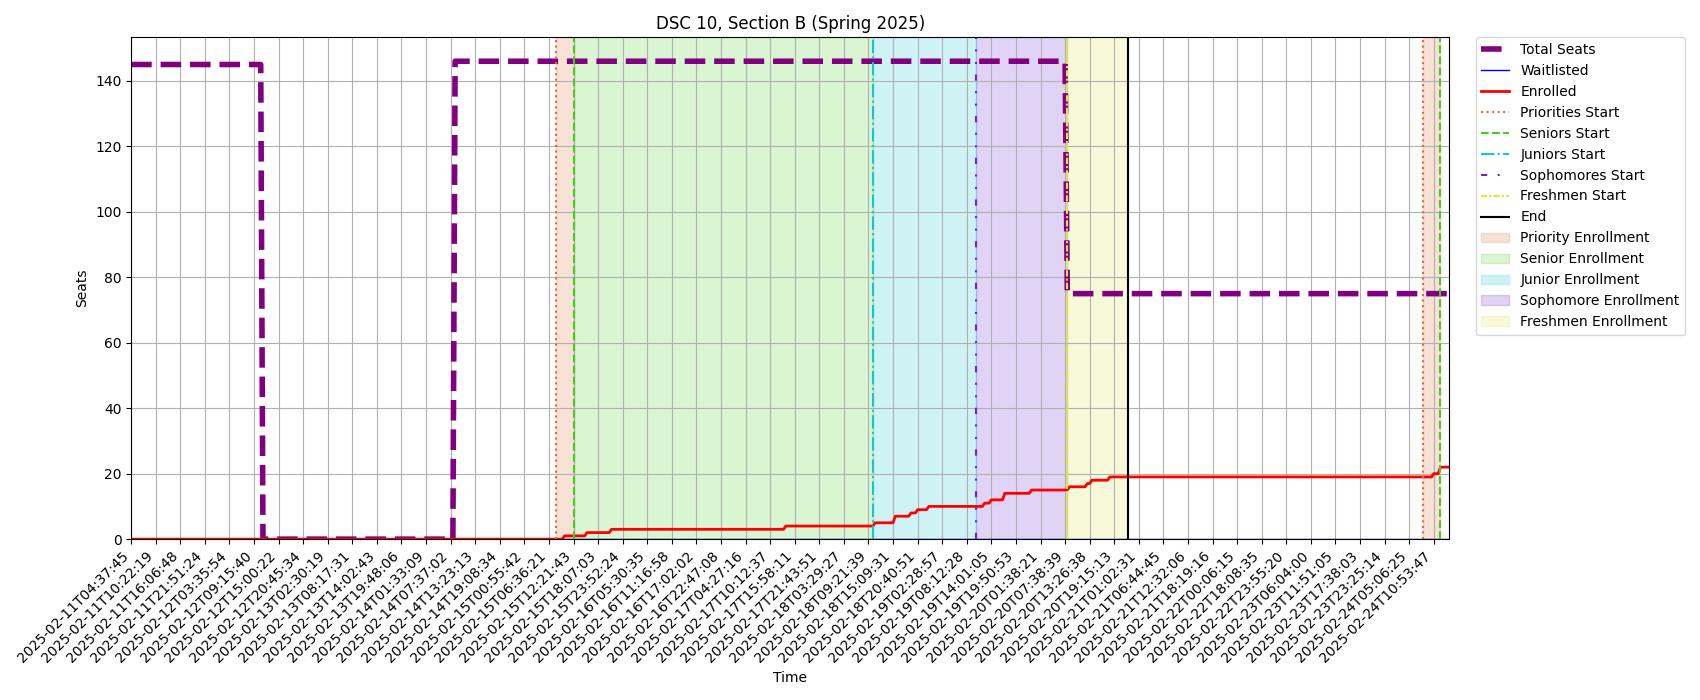 DSC 10, Section B (Spring 2025)
Seats
140
120
100
80
60
40
20
0
2025-02-11T04:37:45
2025-02-11T10:22:19
2025-02-11T16:06:48
2025-02-11T21:51:24
2025-02-12T03:35:54
2025-02-12T09:15:40
2025-02-12T15:00:22
2025-02-12T20:45:34
2025-02-13T02:30:19
2025-02-13T08:17:31
2025-02-13T14:02:43
2025-02-13T19:48:06
2025-02-14T01:33:09
2025-02-14T07:37:02
2025-02-14T13:23:13
2025-02-14T19:08:34
2025-02-15T00:55:42
2025-02-15T06:36:21
2025-02-15T12:21:43
2025-02-15T18:07:03
2025-02-15T23:52:24
2025-02-16T05:30:35
2025-02-16T11:16:58
2025-02-16T17:02:02
2025-02-16T22:47:08
2025-02-17T04:27:16
2025-02-17T10:12:37
2025-02-17T15:58:11
2025-02-17T21:43:51
2025-02-18T03:29:27
2025-02-18T09:21:39
2025-02-18T15:09:31
2025-02-18T20:40:51
2025-02-19T02:28:57
2025-02-19T08:12:28
2025-02-19T14:01:05
2025-02-19T19:50:53
2025-02-20T01:38:21
2025-02-20T07:38:39
2025-02-20T13:26:38
2025-02-20T19:15:13
2025-02-21T01:02:31
2025-02-21T06:44:45
2025-02-21T12:32:06
2025-02-21T18:19:16
2025-02-22T00:06:15
2025-02-22T18:08:35
2025-02-22T23:55:20
2025-02-23T06:04:00
2025-02-23T11:51:05
2025-02-23T17:38:03
2025-02-23T23:25:14
2025-02-24T05:06:25
2025-02-24T10:53:47
Time
Total Seats
Waitlisted
Enrolled
Priorities Start
Seniors Start
Juniors Start
Sophomores Start
Freshmen Start
End
Priority Enrollment
Senior Enrollment
Junior Enrollment
Sophomore Enrollment
Freshmen Enrollment